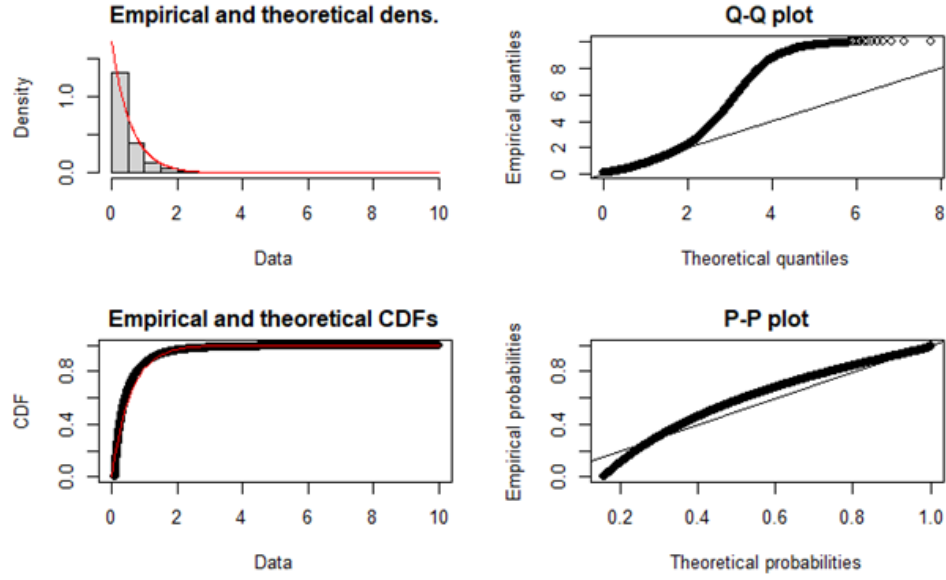 Empirical and theoretical dens.
Density
0.0 1.0
0 2 4 6 8 10
Data
Q-Q plot
Empirical quantiles
0 2 4 6 8
0 2 4 6 8
Theoretical quantiles
Empirical and theoretical CDFs
CDF
0.0 0.4 0.8
0 2 4 6 8 10
Data
P-P plot
Empirical probabilities
0.0 0.4 0.8
0.2 0.4 0.6 0.8 1.0
Theoretical probabilities